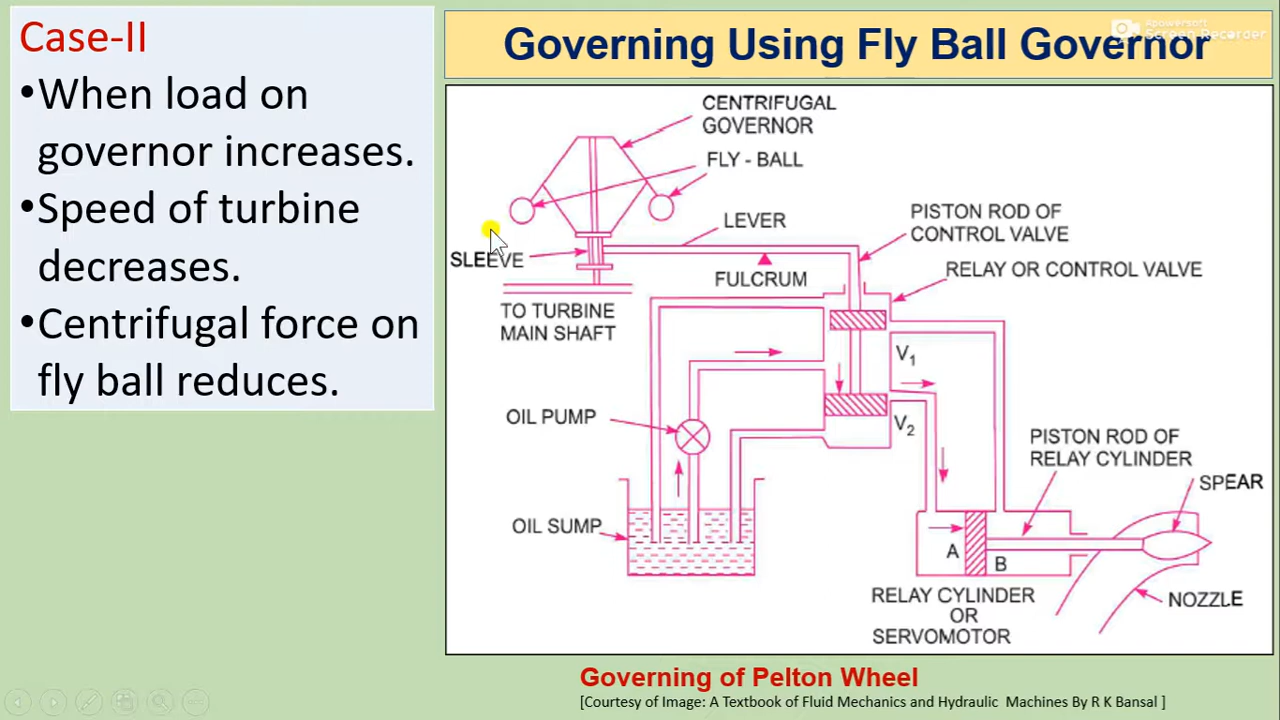 Case-II
•When load on
governor increases.
•Speed of turbine
decreases.
•Centrifugal force on
fly ball reduces.
Apowersoft
Screen Recorder
Governing Using Fly Ball Governor
CENTRIFUGAL
GOVERNOR
FLY - BALL
LEVER
PISTON ROD OF
CONTROL VALVE
SLEEVE
FULCRUM
RELAY OR CONTROL VALVE
TO TURBINE
MAIN SHAFT
V1
OIL PUMP
V2
PISTON ROD OF
RELAY CYLINDER
SPEAR
OIL SUMP
A
B
RELAY CYLINDER
OR
SERVOMOTOR
NOZZLE
Governing of Pelton Wheel
[Courtesy of Image: A Textbook of Fluid Mechanics and Hydraulic Machines By R K Bansal ]